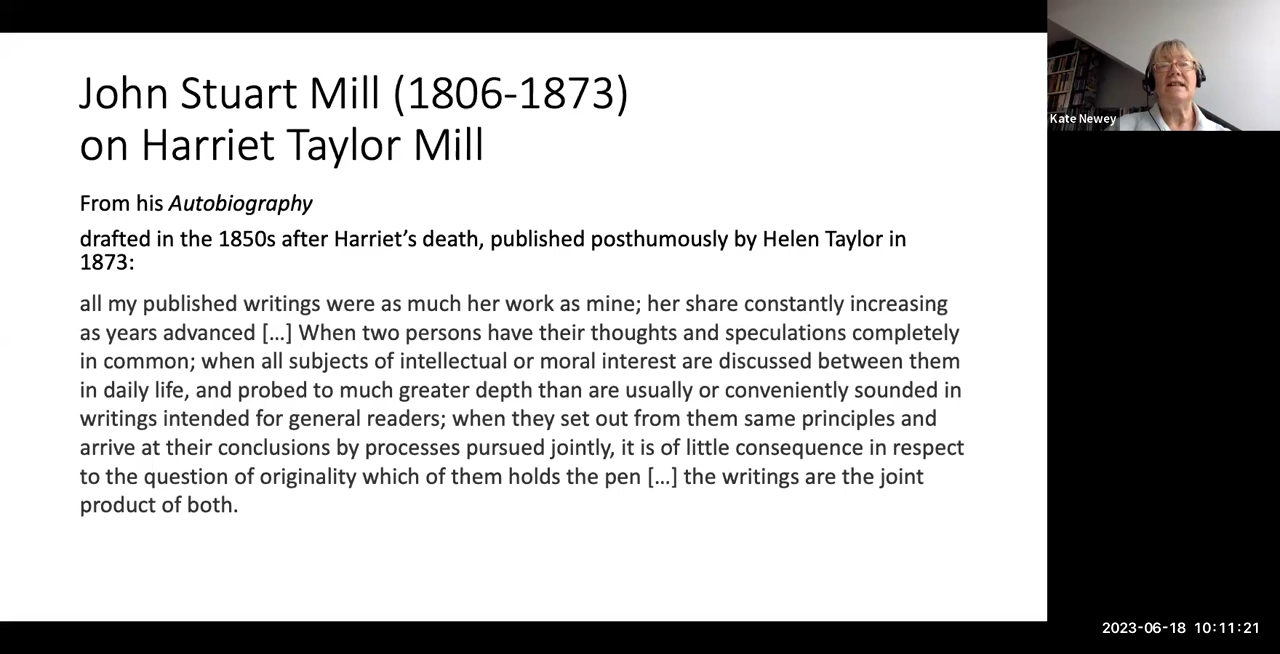 John Stuart Mill (1806-1873)
on Harriet Taylor Mill
From his Autobiography
drafted in the 1850s after Harriet’s death, published posthumously by Helen Taylor in
1873:
all my published writings were as much her work as mine; her share constantly increasing
as years advanced […] When two persons have their thoughts and speculations completely
in common; when all subjects of intellectual or moral interest are discussed between them
in daily life, and probed to much greater depth than are usually or conveniently sounded in
writings intended for general readers; when they set out from them same principles and
arrive at their conclusions by processes pursued jointly, it is of little consequence in respect
to the question of originality which of them holds the pen […] the writings are the joint
product of both.
Kate Newey
2023-06-18 10:11:21